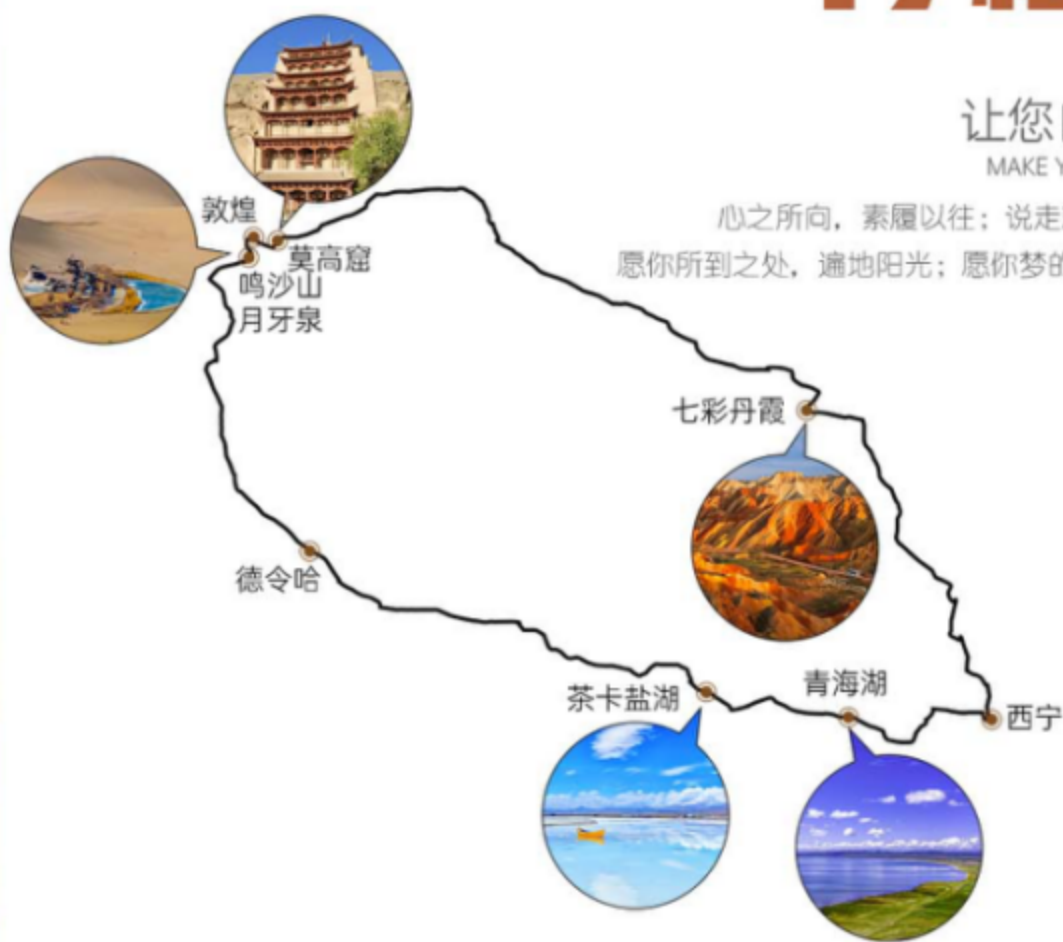 让您
MAKE
心之所向，素履以往；说走
愿你所到之处，遍地阳光；愿你梦的
敦煌
莫高窟
鸣沙山
月牙泉
七彩丹霞
德令哈
茶卡盐湖
青海湖
西宁